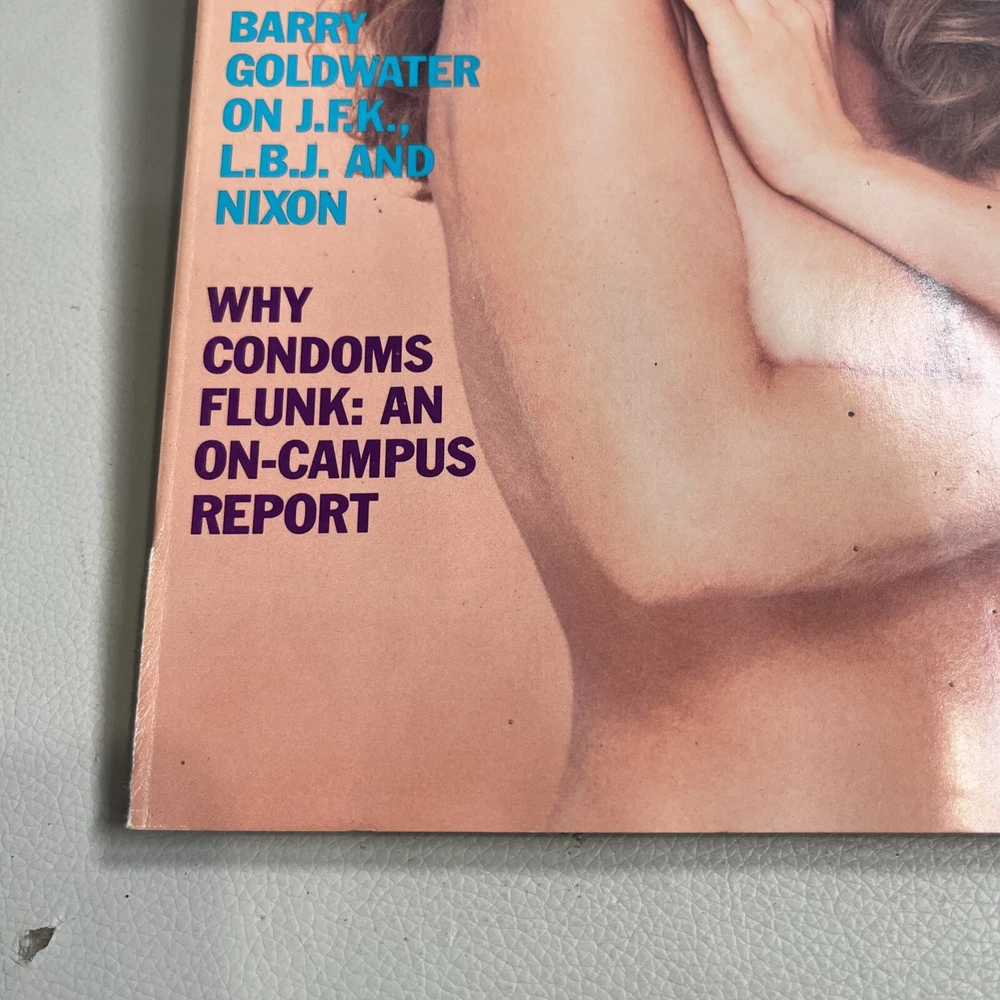 BARRY
GOLDWATER
ON J.F.K.,
L.B.J. AND
NIXON
WHY
CONDOMS
FLUNK: AN
ON-CAMPUS
REPORT